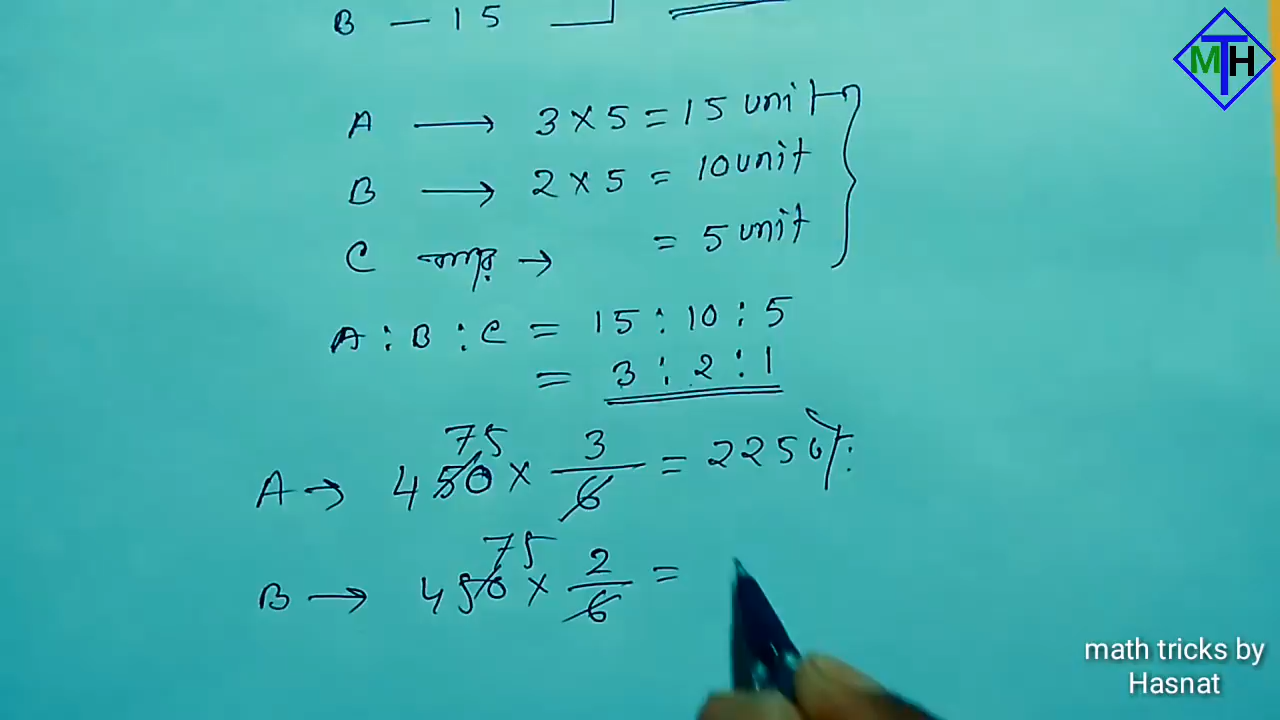 B — 15
MTH
A → 3 × 5 = 15 unit
B → 2 × 5 = 10 unit
C → = 5 unit
A : B : C = 15 : 10 : 5
= 3 : 2 : 1
75
A → 450 × 3/6 = 225
75
B → 450 × 2/6 =
math tricks by
Hasnat